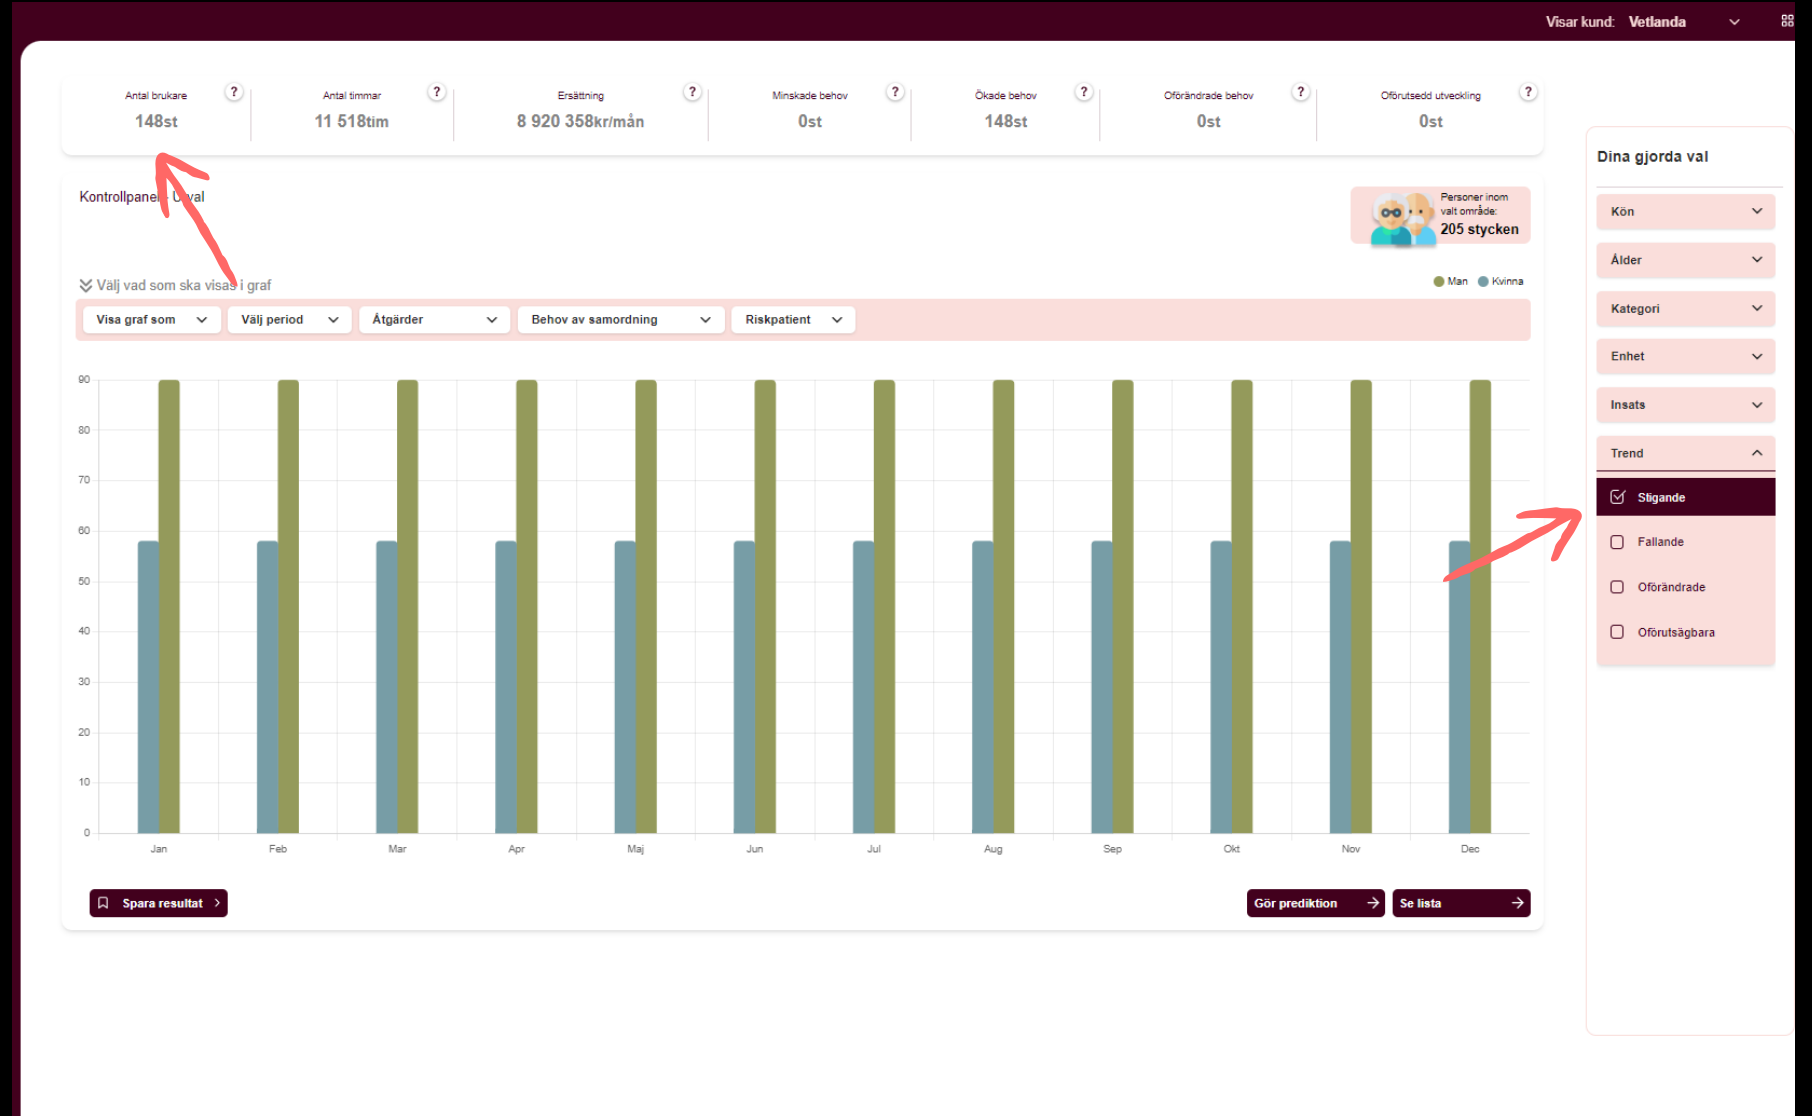 Visar kund: Vetlanda
Antal brukare ?
148st
Antal timmar ?
11 518tim
Ersättning ?
8 920 358kr/mån
Minskade behov ?
0st
Ökade behov ?
148st
Oförändrade behov ?
0st
Oförutsedd utveckling ?
0st
Kontrollpanel - Urval
Personer inom
valt område:
205 stycken
Välj vad som ska visas i graf
Man Kvinna
Visa graf som Välj period Åtgärder Behov av samordning Riskpatient
90
80
70
60
50
40
30
20
10
0
Jan Feb Mar Apr Maj Jun Jul Aug Sep Okt Nov Dec
Spara resultat
Gör prediktion
Se lista
Dina gjorda val
Kön
Ålder
Kategori
Enhet
Insats
Trend
Stigande
Fallande
Oförändrade
Oförutsägbara